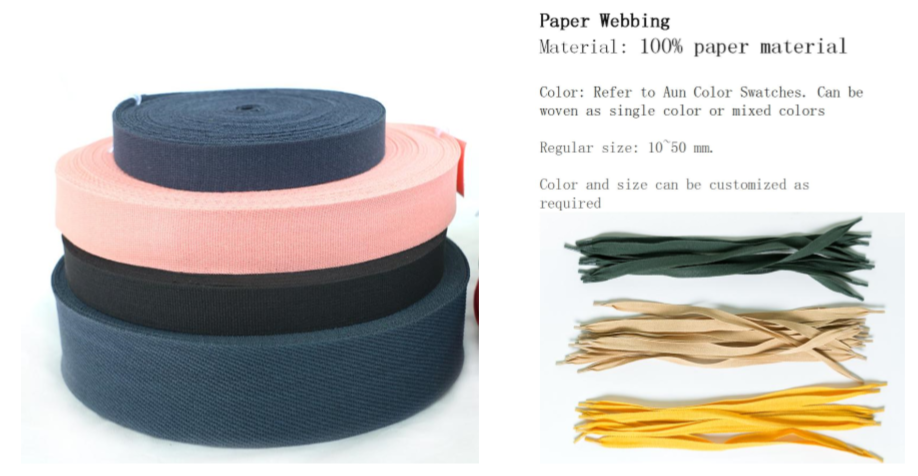 Paper Webbing
Material: 100% paper material
Color: Refer to Aun Color Swatches. Can be
woven as single color or mixed colors
Regular size: 10~50 mm.
Color and size can be customized as
required